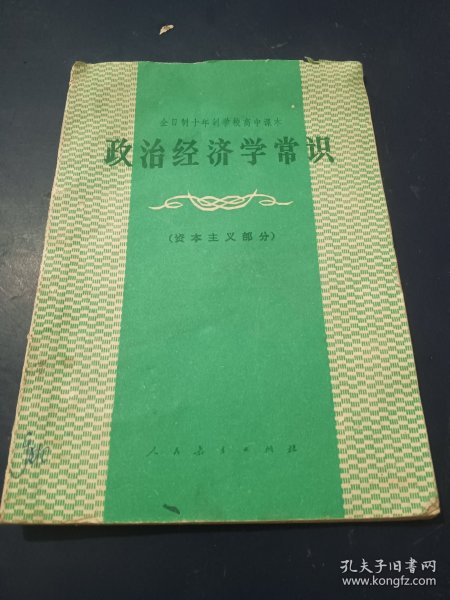 全日制十年制学校高中课本
政治经济学常识
(资本主义部分)
人民教育出版社
孔夫子旧书网
www.kongfz.com